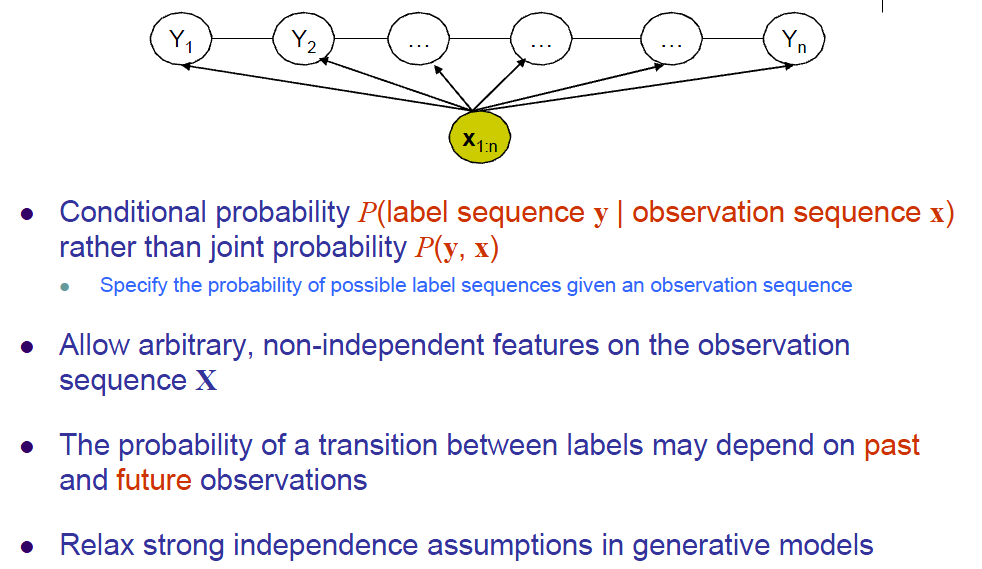 Y1 Y2 ... ... ... Yn
x1:n
• Conditional probability P(label sequence y | observation sequence x)
rather than joint probability P(y, x)
• Specify the probability of possible label sequences given an observation sequence
• Allow arbitrary, non-independent features on the observation
sequence X
• The probability of a transition between labels may depend on past
and future observations
• Relax strong independence assumptions in generative models